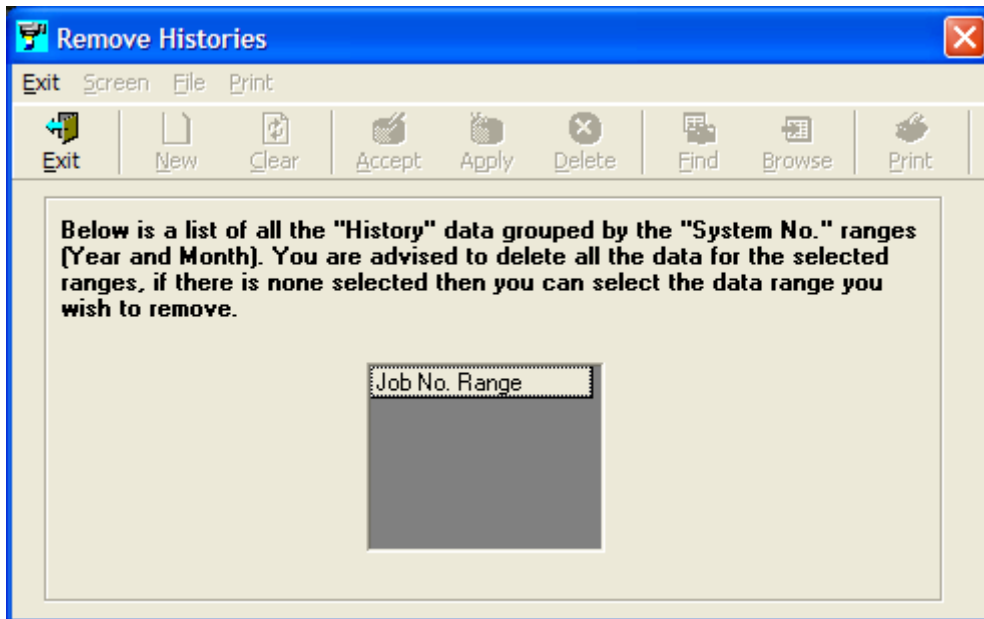 Remove Histories
Exit Screen File Print
Exit New Clear Accept Apply Delete Find Browse Print
Below is a list of all the "History" data grouped by the "System No." ranges
(Year and Month). You are advised to delete all the data for the selected
ranges, if there is none selected then you can select the data range you
wish to remove.
Job No. Range